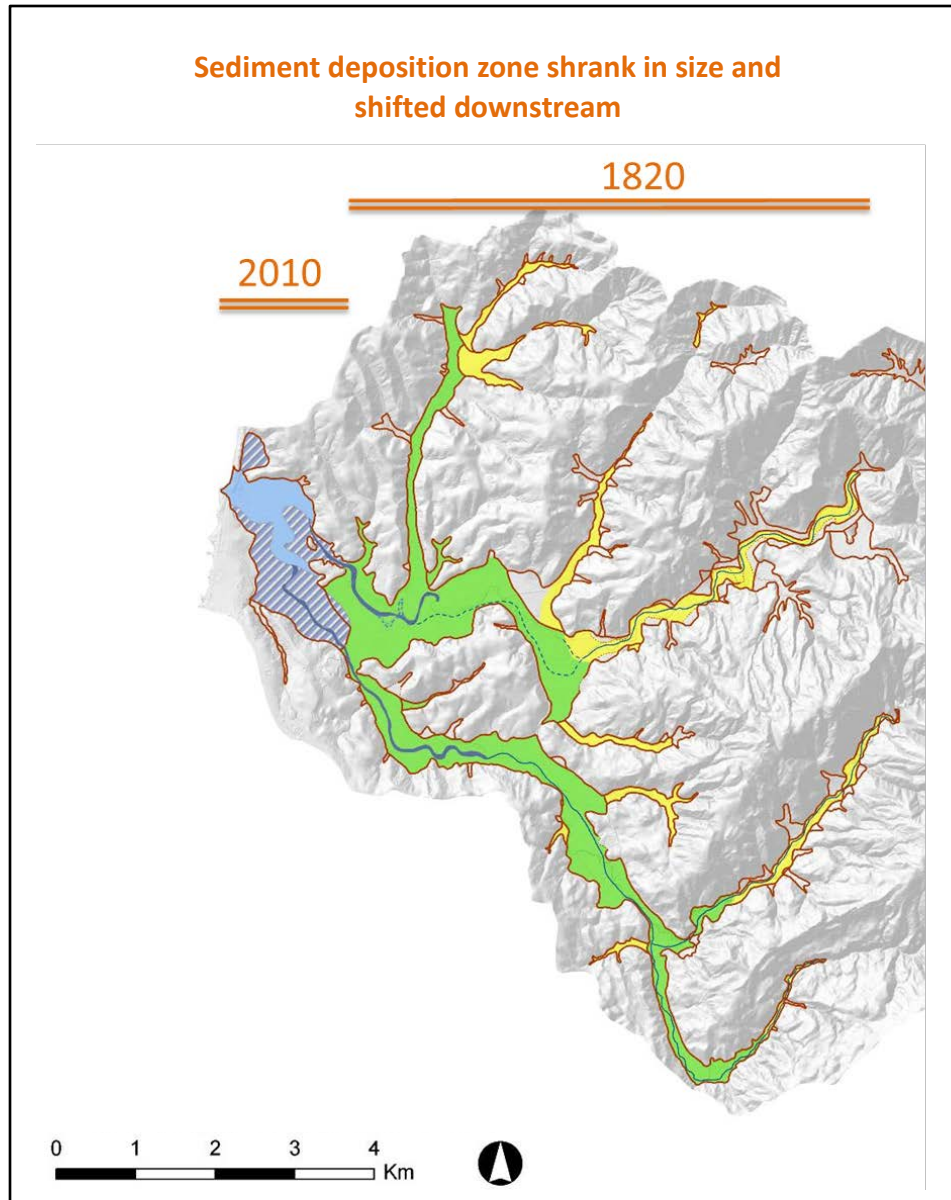 Sediment deposition zone shrank in size and
shifted downstream
1820
2010
0 1 2 3 4
Km